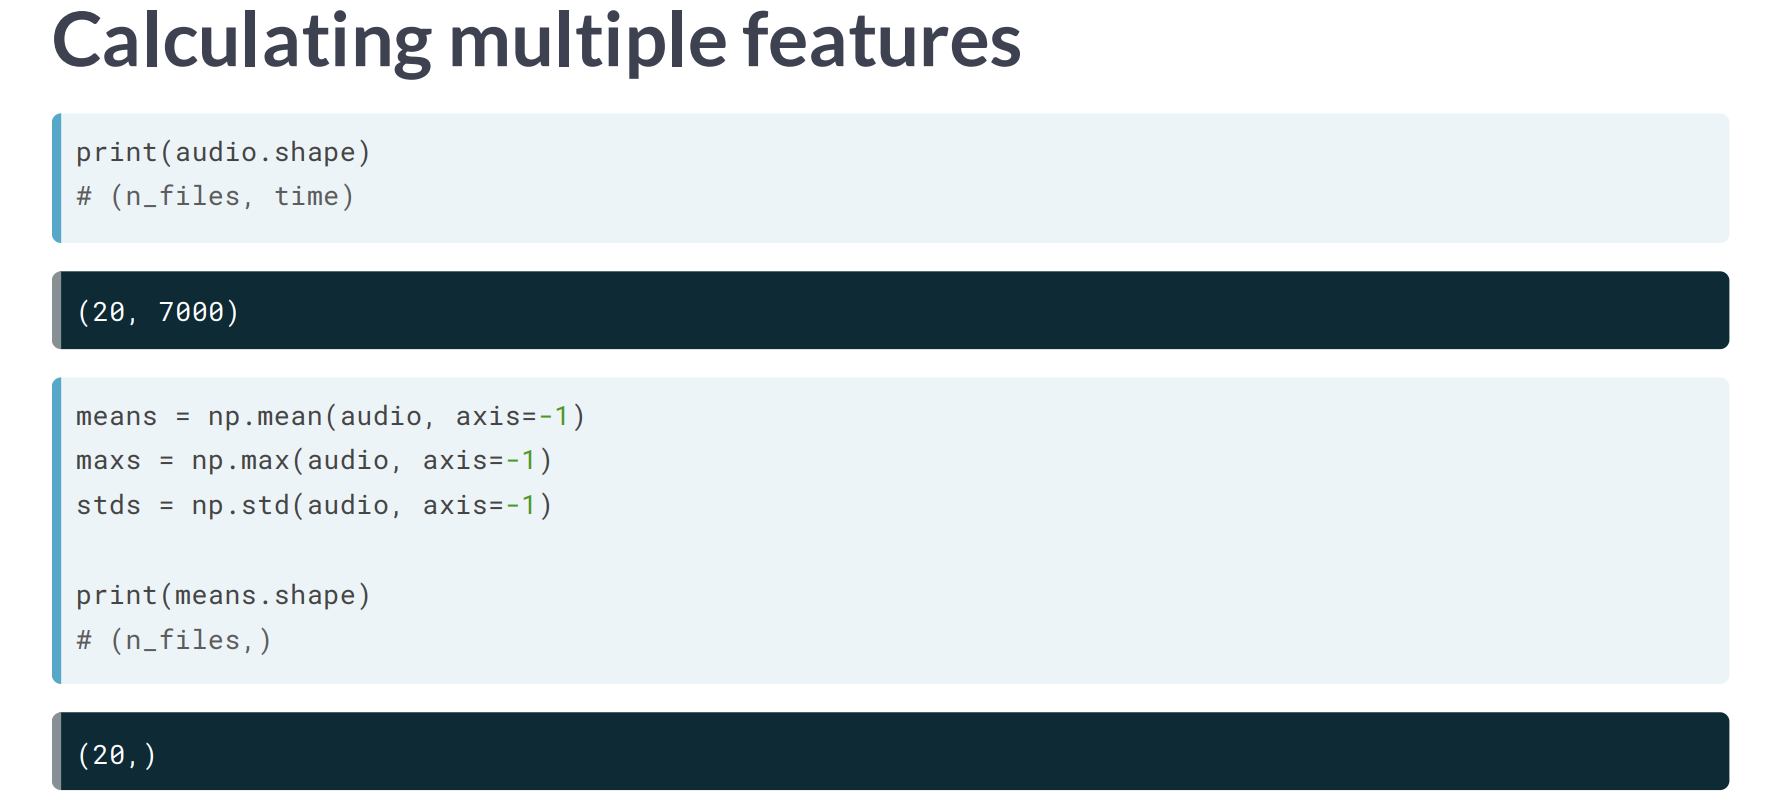 Calculating multiple features
print(audio.shape)
# (n_files, time)
(20, 7000)
means = np.mean(audio, axis=-1)
maxs = np.max(audio, axis=-1)
stds = np.std(audio, axis=-1)
print(means.shape)
# (n_files,)
(20,)